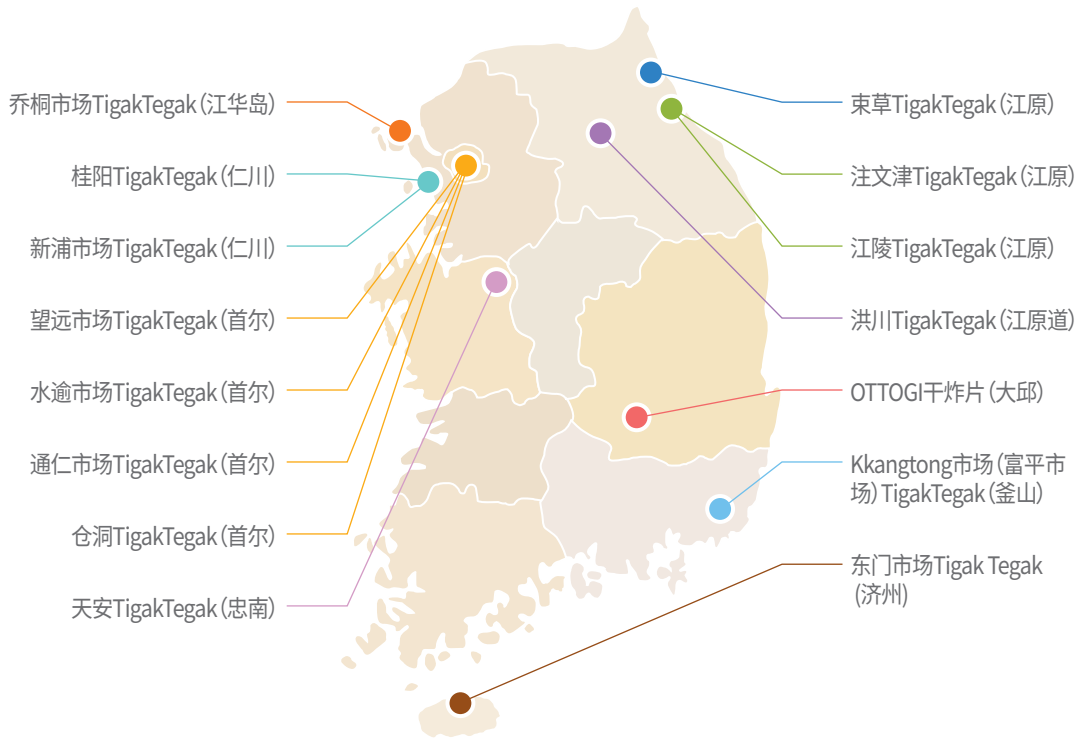 乔桐市场TigakTegak（江华岛）
桂阳TigakTegak（仁川）
新浦市场TigakTegak（仁川）
望远市场TigakTegak（首尔）
水逾市场TigakTegak（首尔）
通仁市场TigakTegak（首尔）
仓洞TigakTegak（首尔）
天安TigakTegak（忠南）
束草TigakTegak（江原）
注文津TigakTegak（江原）
江陵TigakTegak（江原）
洪川TigakTegak（江原道）
OTTOGI干炸片（大邱）
Kkangtong市场（富平市
场）TigakTegak（釜山）
东门市场Tigak Tegak
(济州)